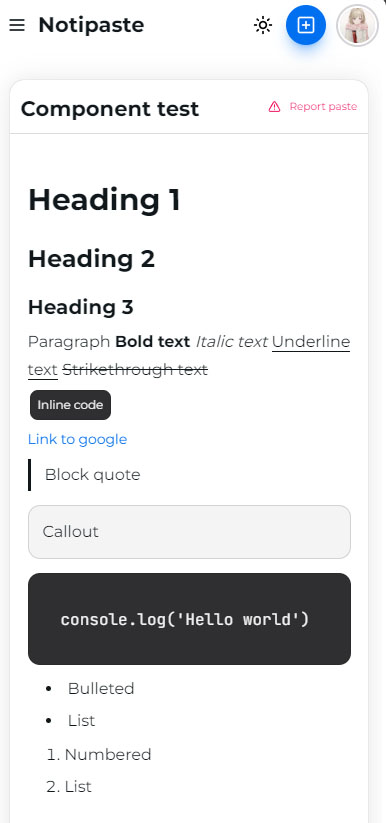 Notipaste
Component test
Report paste
Heading 1
Heading 2
Heading 3
Paragraph Bold text Italic text Underline
text Strikethrough text
Inline code
Link to google
Block quote
Callout
console.log('Hello world')
• Bulleted
• List
1. Numbered
2. List